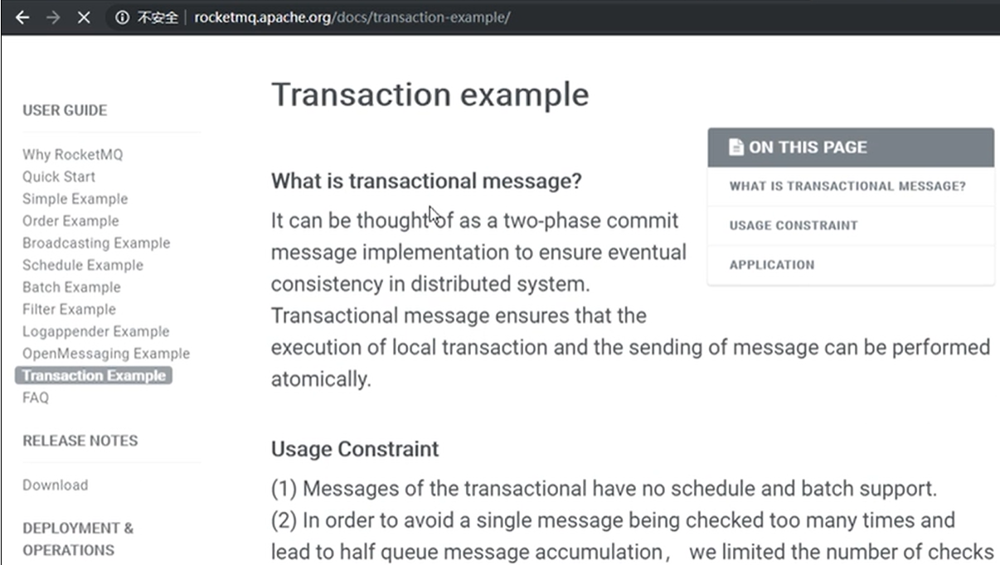 不安全 rocketmq.apache.org/docs/transaction-example/
USER GUIDE
Why RocketMQ
Quick Start
Simple Example
Order Example
Broadcasting Example
Schedule Example
Batch Example
Filter Example
Logappender Example
OpenMessaging Example
Transaction Example
FAQ
RELEASE NOTES
Download
DEPLOYMENT &
OPERATIONS
Transaction example
What is transactional message?
It can be thought of as a two-phase commit
message implementation to ensure eventual
consistency in distributed system.
Transactional message ensures that the
execution of local transaction and the sending of message can be performed
atomically.
Usage Constraint
(1) Messages of the transactional have no schedule and batch support.
(2) In order to avoid a single message being checked too many times and
lead to half queue message accumulation， we limited the number of checks
ON THIS PAGE
WHAT IS TRANSACTIONAL MESSAGE?
USAGE CONSTRAINT
APPLICATION